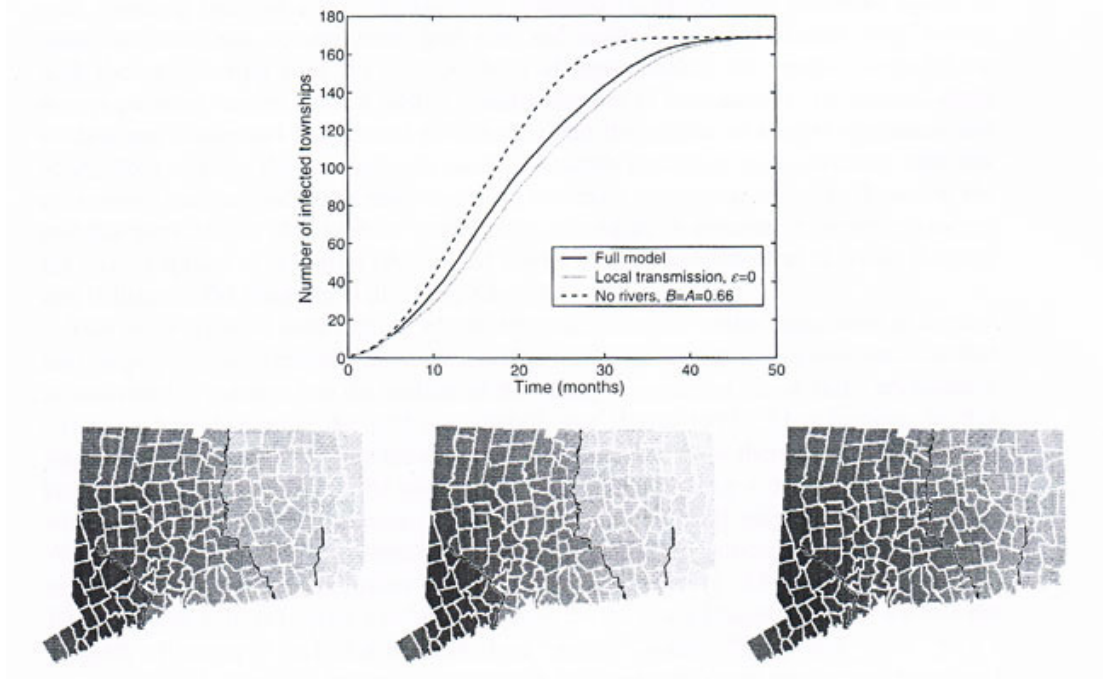 180
160
140
120
100
80
60
40
20
0
Number of infected townships
Full model
Local transmission, ε=0
No rivers, B=A=0.66
0 10 20 30 40 50
Time (months)